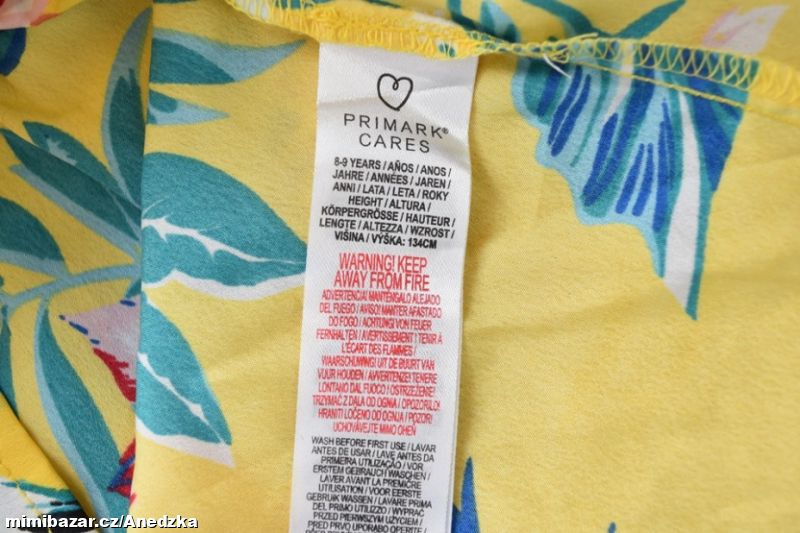 PRIMARK®
CARES
8-9 YEARS / AÑOS / ANOS /
JAHRE / ANNÉES / JAREN /
ANNI / LATA / LETA / ROKY
HEIGHT / ALTURA /
KÖRPERGRÖSSE / HAUTEUR /
LENGTE / ALTEZZA / WZROST /
VIŠINA / VÝŠKA: 134CM
WARNING! KEEP
AWAY FROM FIRE
ADVERTENCIA! MANTÉNGALO ALEJADO
DEL FUEGO / AVISO! MANTER AFASTADO
DO FOGO / ACHTUNG! VON FEUER
FERNHALTEN / AVERTISSEMENT ! TENIR À
L'ÉCART DES FLAMMES /
WAARSCHUWING! UIT DE BUURT VAN
VUUR HOUDEN / AVVERTENZE! TENERE
LONTANO DAL FUOCO / OSTRZEŻENIE!
TRZYMAĆ Z DALA OD OGNIA / OPOZORILO!
HRANITI LOČENO OD OGNJA / POZOR!
UCHOVÁVEJTE MIMO OHEŇ
WASH BEFORE FIRST USE / LAVAR
ANTES DE USAR / LAVE ANTES DA
PRIMEIRA UTILIZAÇÃO / VOR
ERSTEM GEBRAUCH WASCHEN /
LAVER AVANT LA PREMIÈRE
UTILISATION / VOOR EERSTE
GEBRUIK WASSEN / LAVARE PRIMA
DEL PRIMO UTILIZZO / WYPRAĆ
PRZED PIERWSZYM UŻYCIEM /
PRED PRVO UPORABO OPERITE /
mimibazar.cz/Anedzka